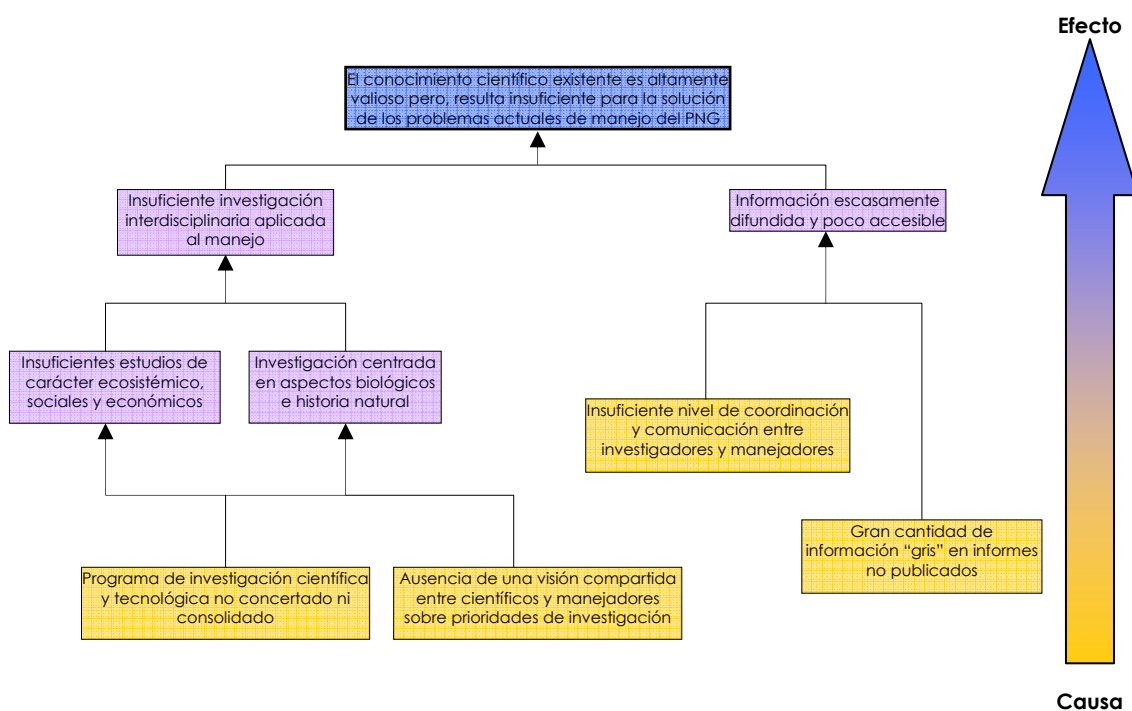 Efecto
El conocimiento científico existente es altamente
valioso pero, resulta insuficiente para la solución
de los problemas actuales de manejo del PNG
Insuficiente investigación
interdisciplinaria aplicada
al manejo
Información escasamente
difundida y poco accesible
Insuficientes estudios de
carácter ecosistémico,
sociales y económicos
Investigación centrada
en aspectos biológicos
e historia natural
Insuficiente nivel de coordinación
y comunicación entre
investigadores y manejadores
Gran cantidad de
información “gris” en informes
no publicados
Programa de investigación científica
y tecnológica no concertado ni
consolidado
Ausencia de una visión compartida
entre científicos y manejadores
sobre prioridades de investigación
Causa